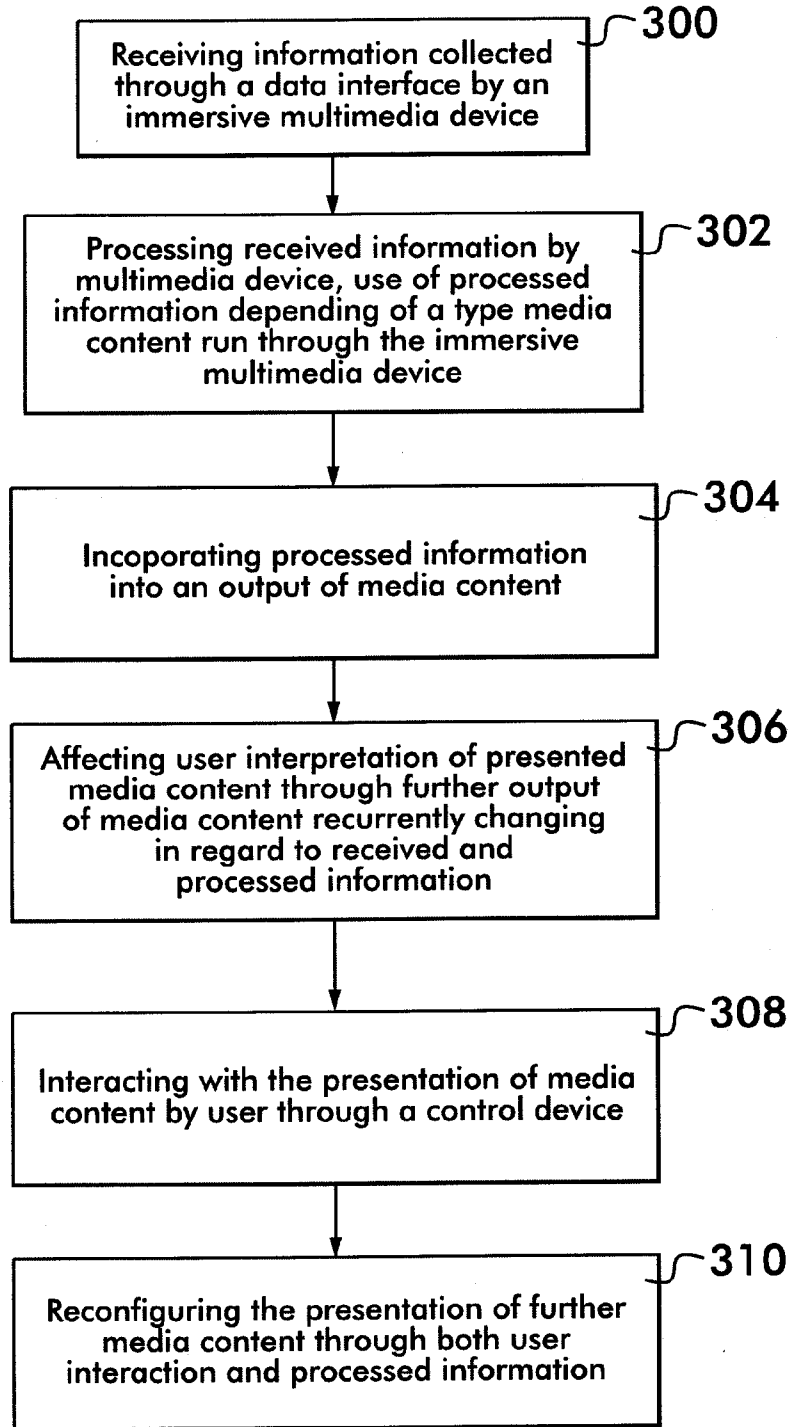 300
Receiving information collected
through a data interface by an
immersive multimedia device
302
Processing received information by
multimedia device, use of processed
information depending of a type media
content run through the immersive
multimedia device
304
Incoporating processed information
into an output of media content
306
Affecting user interpretation of presented
media content through further output
of media content recurrently changing
in regard to received and
processed information
308
Interacting with the presentation of media
content by user through a control device
310
Reconfiguring the presentation of further
media content through both user
interaction and processed information